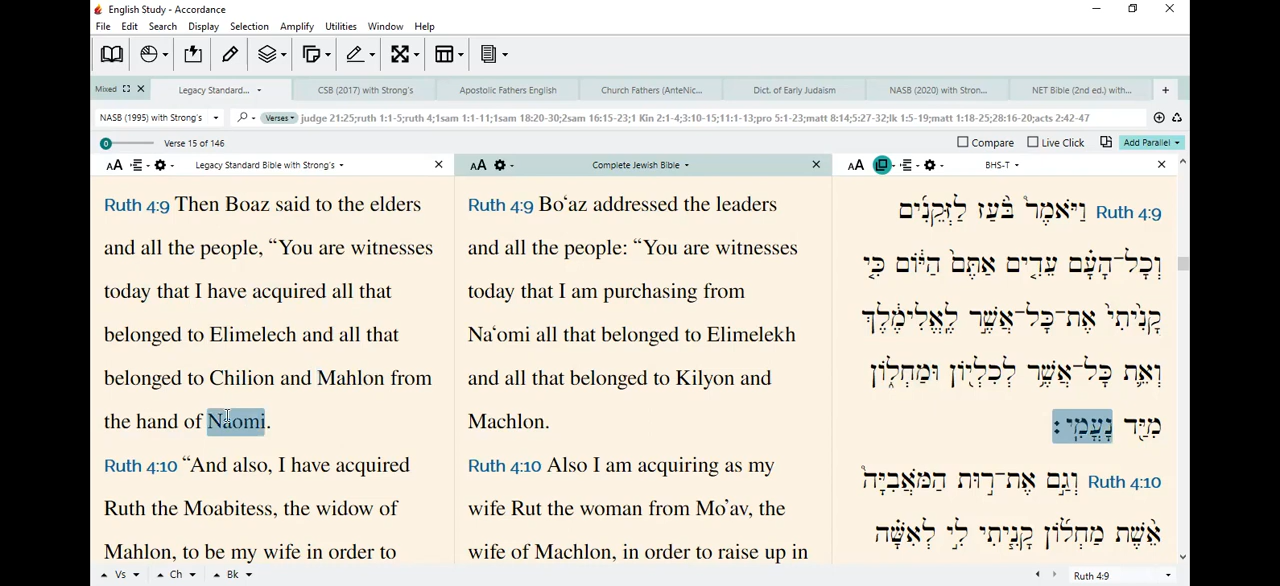 English Study - Accordance
File Edit Search Display Selection Amplify Utilities Window Help
Mixed Legacy Standard... CSB (2017) with Strong's Apostolic Fathers English Church Fathers (AnteNic... Dict. of Early Judaism NASB (2020) with Stron... NET Bible (2nd ed.) with... +
NASB (1995) with Strong's Verses judge 21:25;ruth 1:1-5;ruth 4;1sam 1:1-11;1sam 18:20-30;2sam 16:15-23;1 Kin 2:1-4;3:10-15;11:1-13;pro 5:1-23;matt 8:14;5:27-32;lk 1:5-19;matt 1:18-25;28:16-20;acts 2:42-47
0 Verse 15 of 146 Compare Live Click Add Parallel
AA Legacy Standard Bible with Strong's
Ruth 4:9 Then Boaz said to the elders
and all the people, “You are witnesses
today that I have acquired all that
belonged to Elimelech and all that
belonged to Chilion and Mahlon from
the hand of Naomi.
Ruth 4:10 “And also, I have acquired
Ruth the Moabitess, the widow of
Mahlon, to be my wife in order to
AA Complete Jewish Bible
Ruth 4:9 Bo‘az addressed the leaders
and all the people: “You are witnesses
today that I am purchasing from
Na‘omi all that belonged to Elimelekh
and all that belonged to Kilyon and
Machlon.
Ruth 4:10 Also I am acquiring as my
wife Rut the woman from Mo’av, the
wife of Machlon, in order to raise up in
AA BHS-T
Ruth 4:9 וַיֹּאמֶר֩ בֹּ֨עַז לַזְּקֵנִ֜ים
וְכָל־הָעָ֗ם עֵדִ֤ים אַתֶּם֙ הַיּ֔וֹם כִּ֤י
קָנִ֙יתִי֙ אֶת־כָּל־אֲשֶׁ֣ר לֶֽאֱלִימֶ֔לֶךְ
וְאֵ֛ת כָּל־אֲשֶׁ֥ר לְכִלְי֖וֹן וּמַחְל֑וֹן
מִיַּ֖ד נָעֳמִֽי׃
Ruth 4:10 וְגַ֣ם אֶת־ר֣וּת הַמֹּאֲבִיָּה֩
אֵ֨שֶׁת מַחְל֜וֹן קָנִ֧יתִי לִ֣י לְאִשָּׁ֗ה
Vs Ch Bk Ruth 4:9